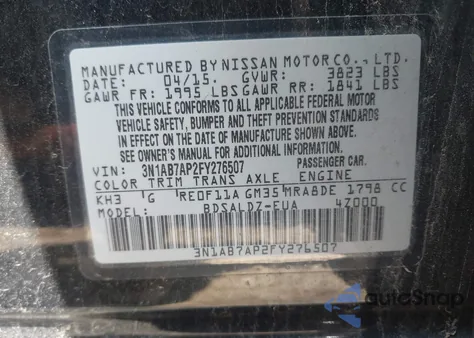 MANUFACTURED BY NISSAN MOTOR CO., LTD.
DATE: 04/15. GVWR: 3823 LBS
GAWR FR: 1995 LBS GAWR RR: 1841 LBS
THIS VEHICLE CONFORMS TO ALL APPLICABLE FEDERAL MOTOR
VEHICLE SAFETY, BUMPER AND THEFT PREVENTION STANDARDS
IN EFFECT ON THE DATE OF MANUFACTURE SHOWN ABOVE.
SEE OWNER'S MANUAL FOR ADDITIONAL INFORMATION.
VIN: 3N1AB7AP2FY276507 PASSENGER CAR.
COLOR TRIM TRANS AXLE ENGINE
KH3 G RE0F11A GM35 MRA8DE 1798 CC
MODEL: BDSALDZ-EUA 4Z000
3N1AB7AP2FY276507
autoSnap